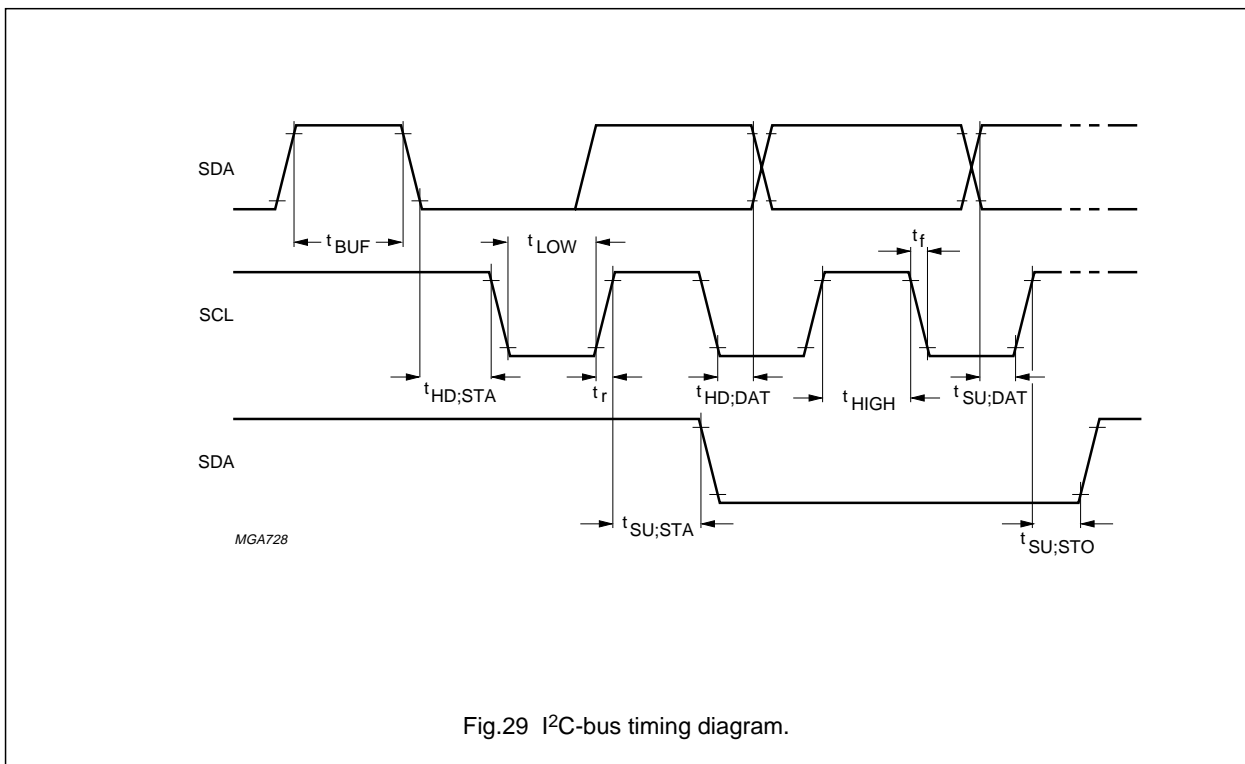 SDA
t BUF
t LOW
t f
SCL
t HD;STA
t r
t HD;DAT
t HIGH
t SU;DAT
SDA
t SU;STA
t SU;STO
MGA728
Fig.29 I²C-bus timing diagram.